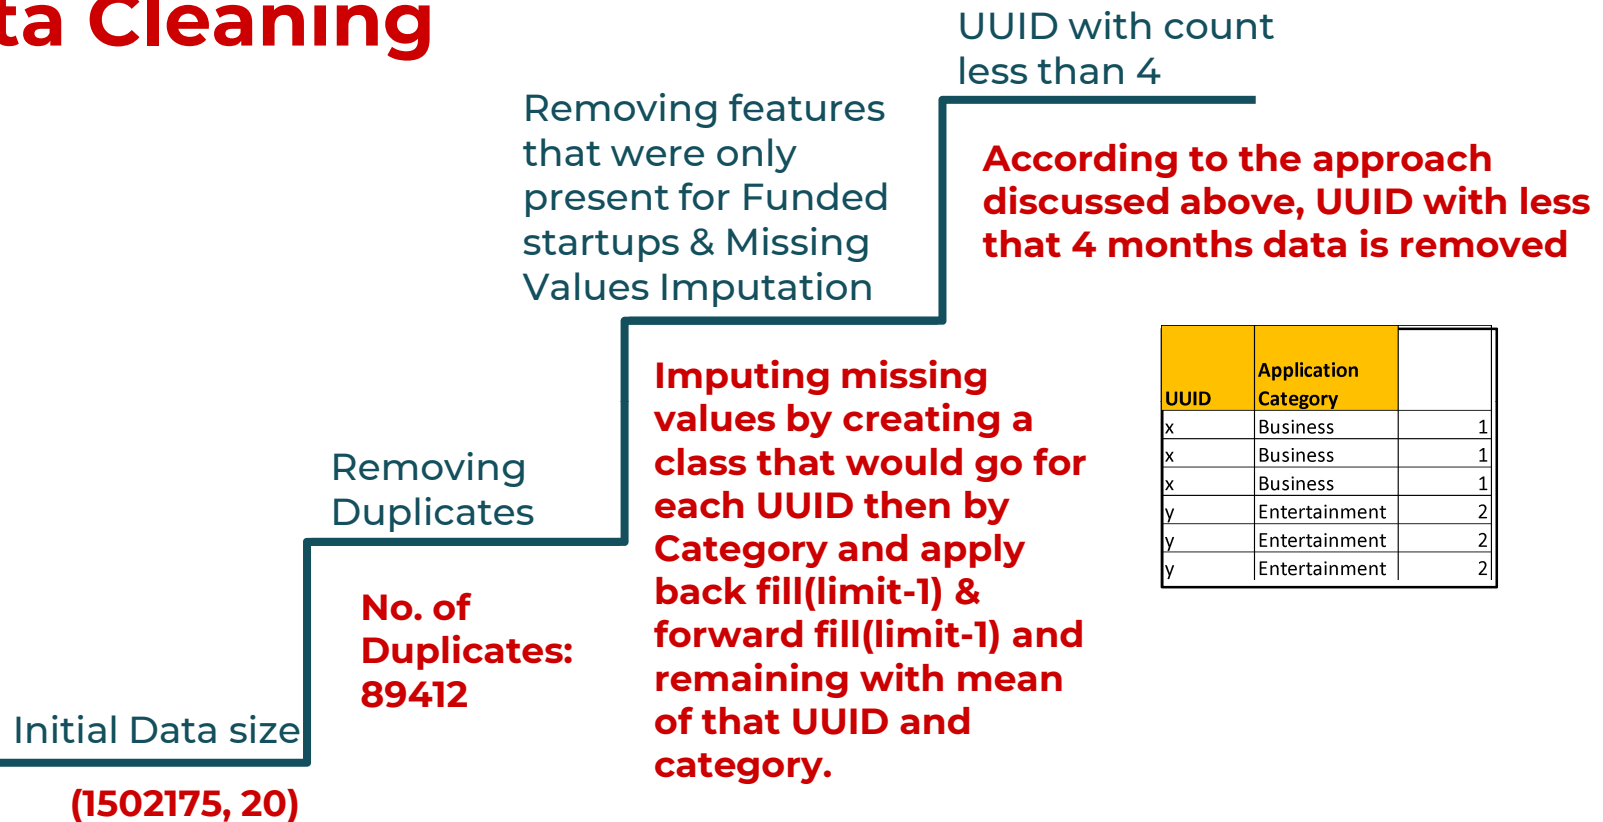 ta Cleaning
UUID with count
less than 4
Removing features
that were only
present for Funded
startups & Missing
Values Imputation
According to the approach
discussed above, UUID with less
that 4 months data is removed
Imputing missing
values by creating a
class that would go for
each UUID then by
Category and apply
back fill(limit-1) &
forward fill(limit-1) and
remaining with mean
of that UUID and
category.
UUID Application
Category
x Business 1
x Business 1
x Business 1
y Entertainment 2
y Entertainment 2
y Entertainment 2
Removing
Duplicates
No. of
Duplicates:
89412
Initial Data size
(1502175, 20)